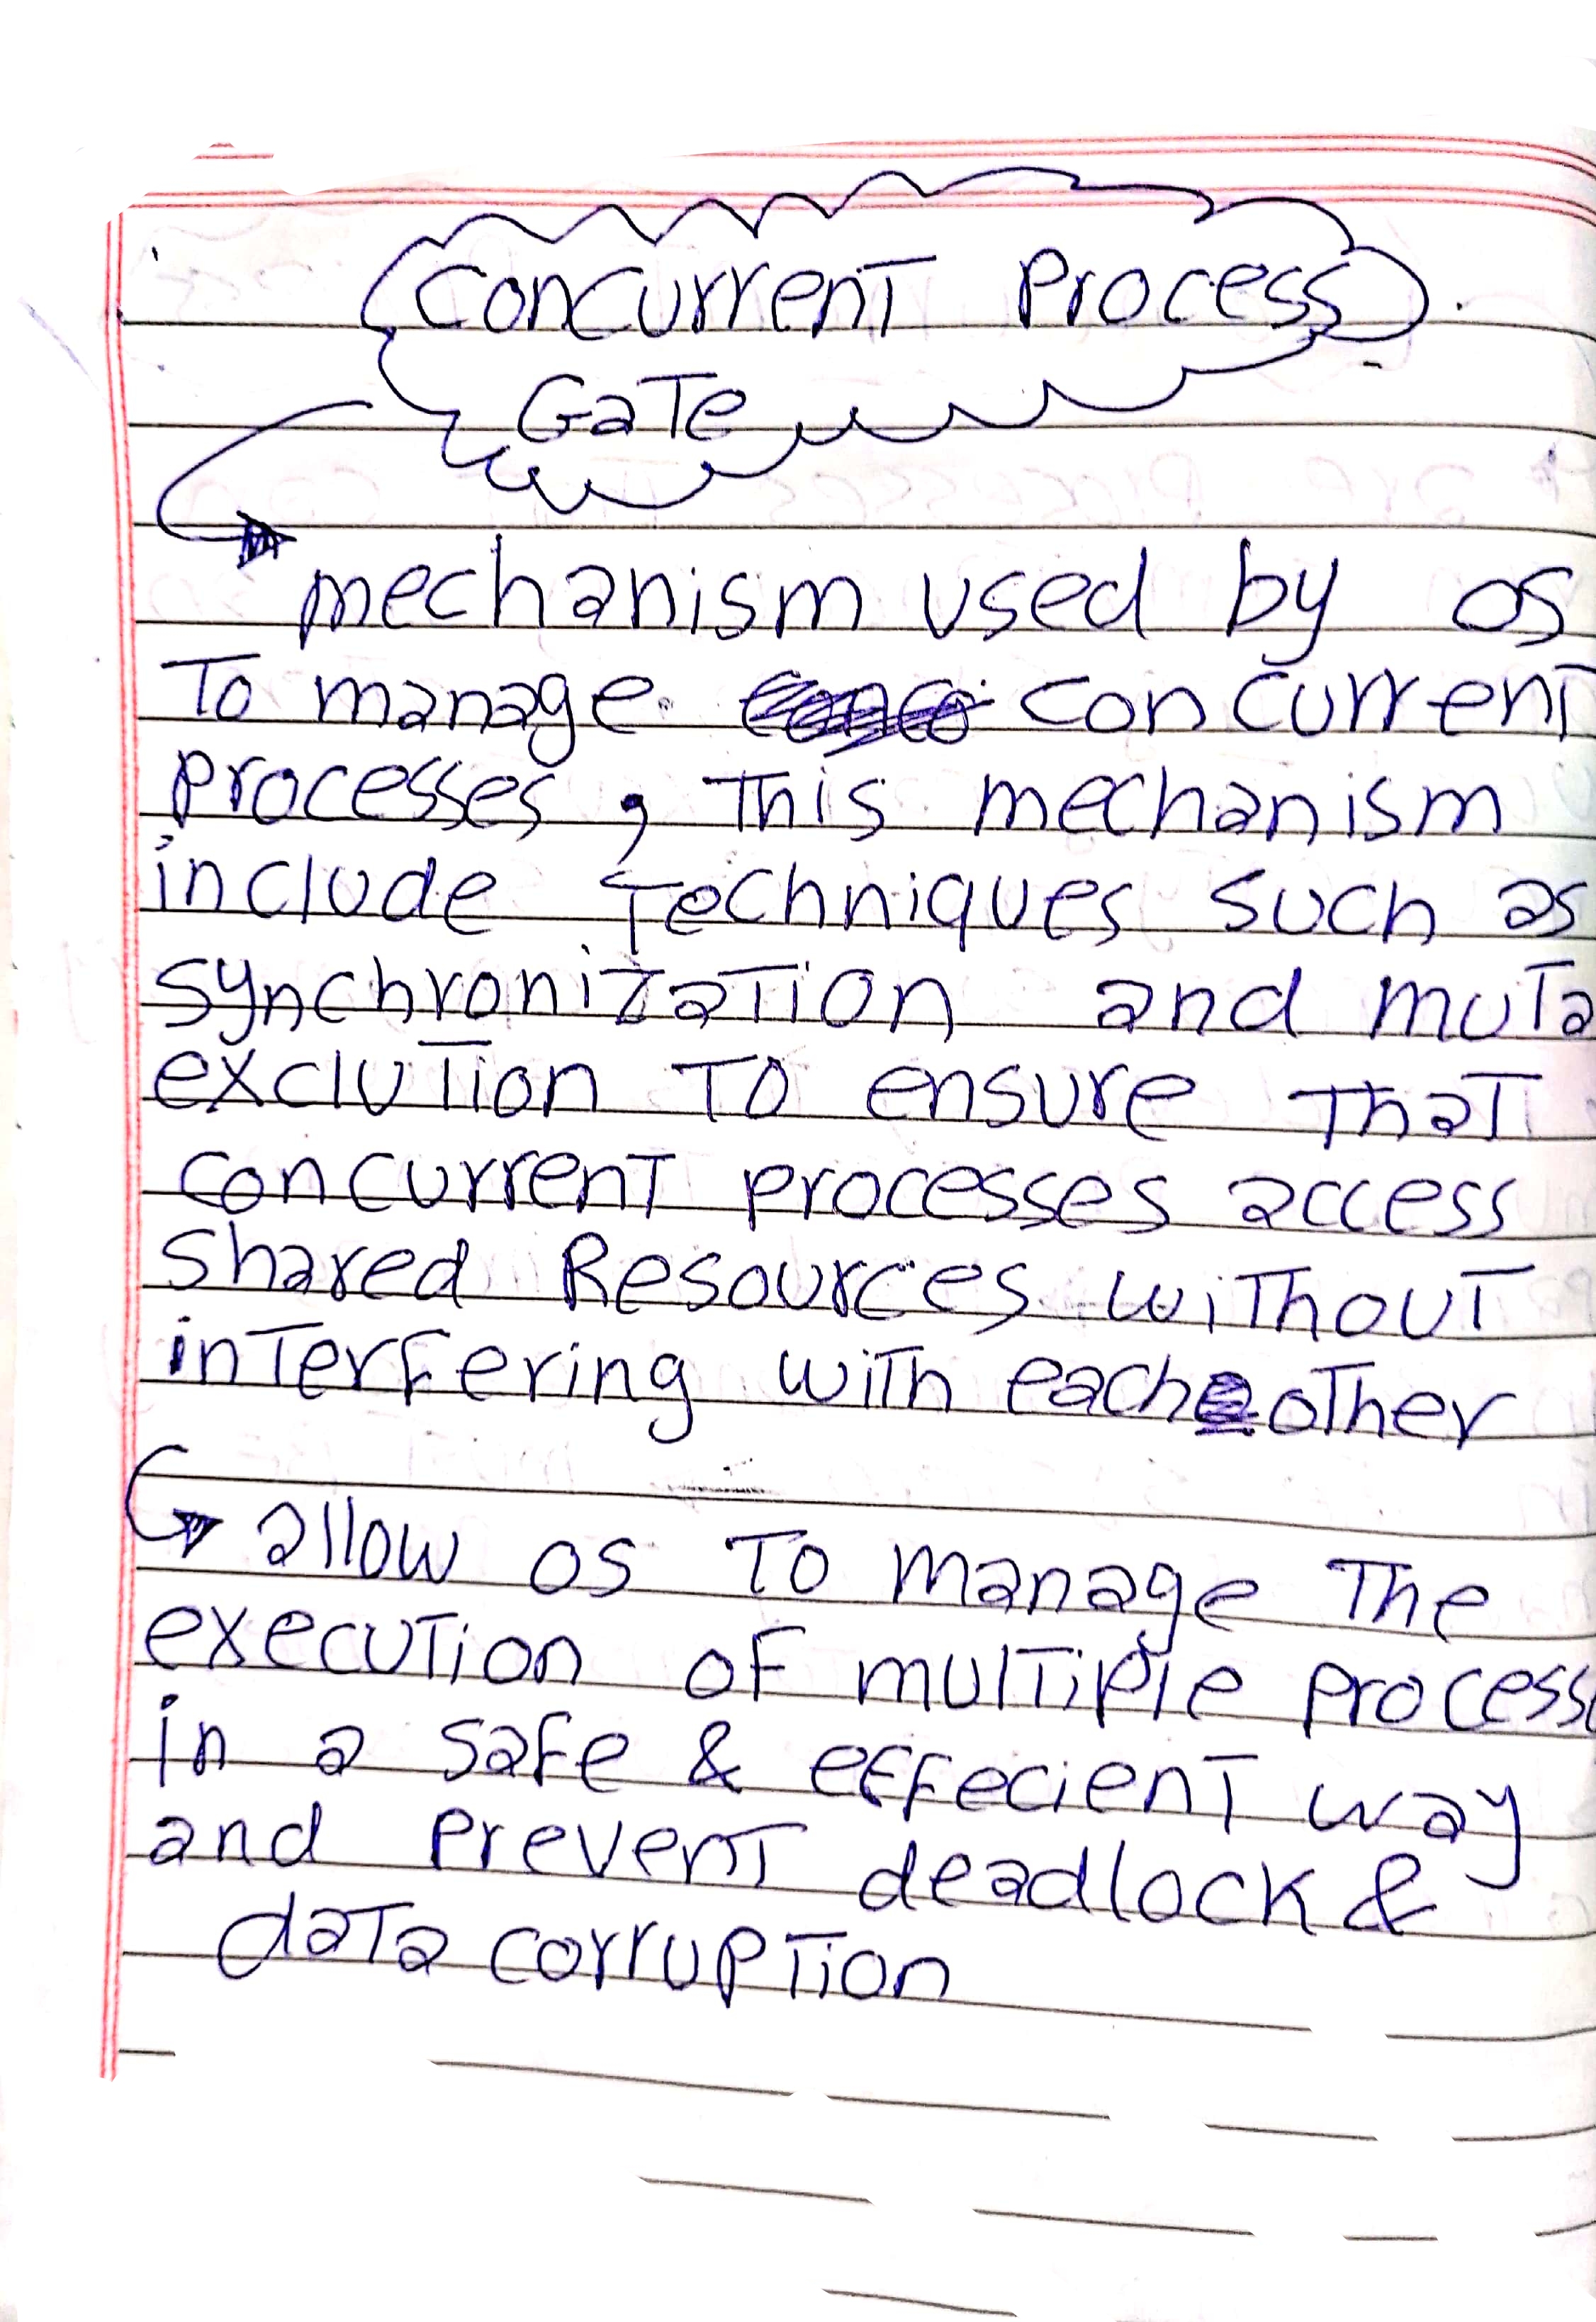 Concurrent Process
Gate
mechanism used by os
To manage concurrent
processes, This mechanism
include Techniques such as
synchronization and muta
exclution To ensure that
concurrent processes access
shared Resources without
interfering with each other
allow os To manage The
execution of multiple process
in a safe & effecient way
and prevent deadlock &
data corruption